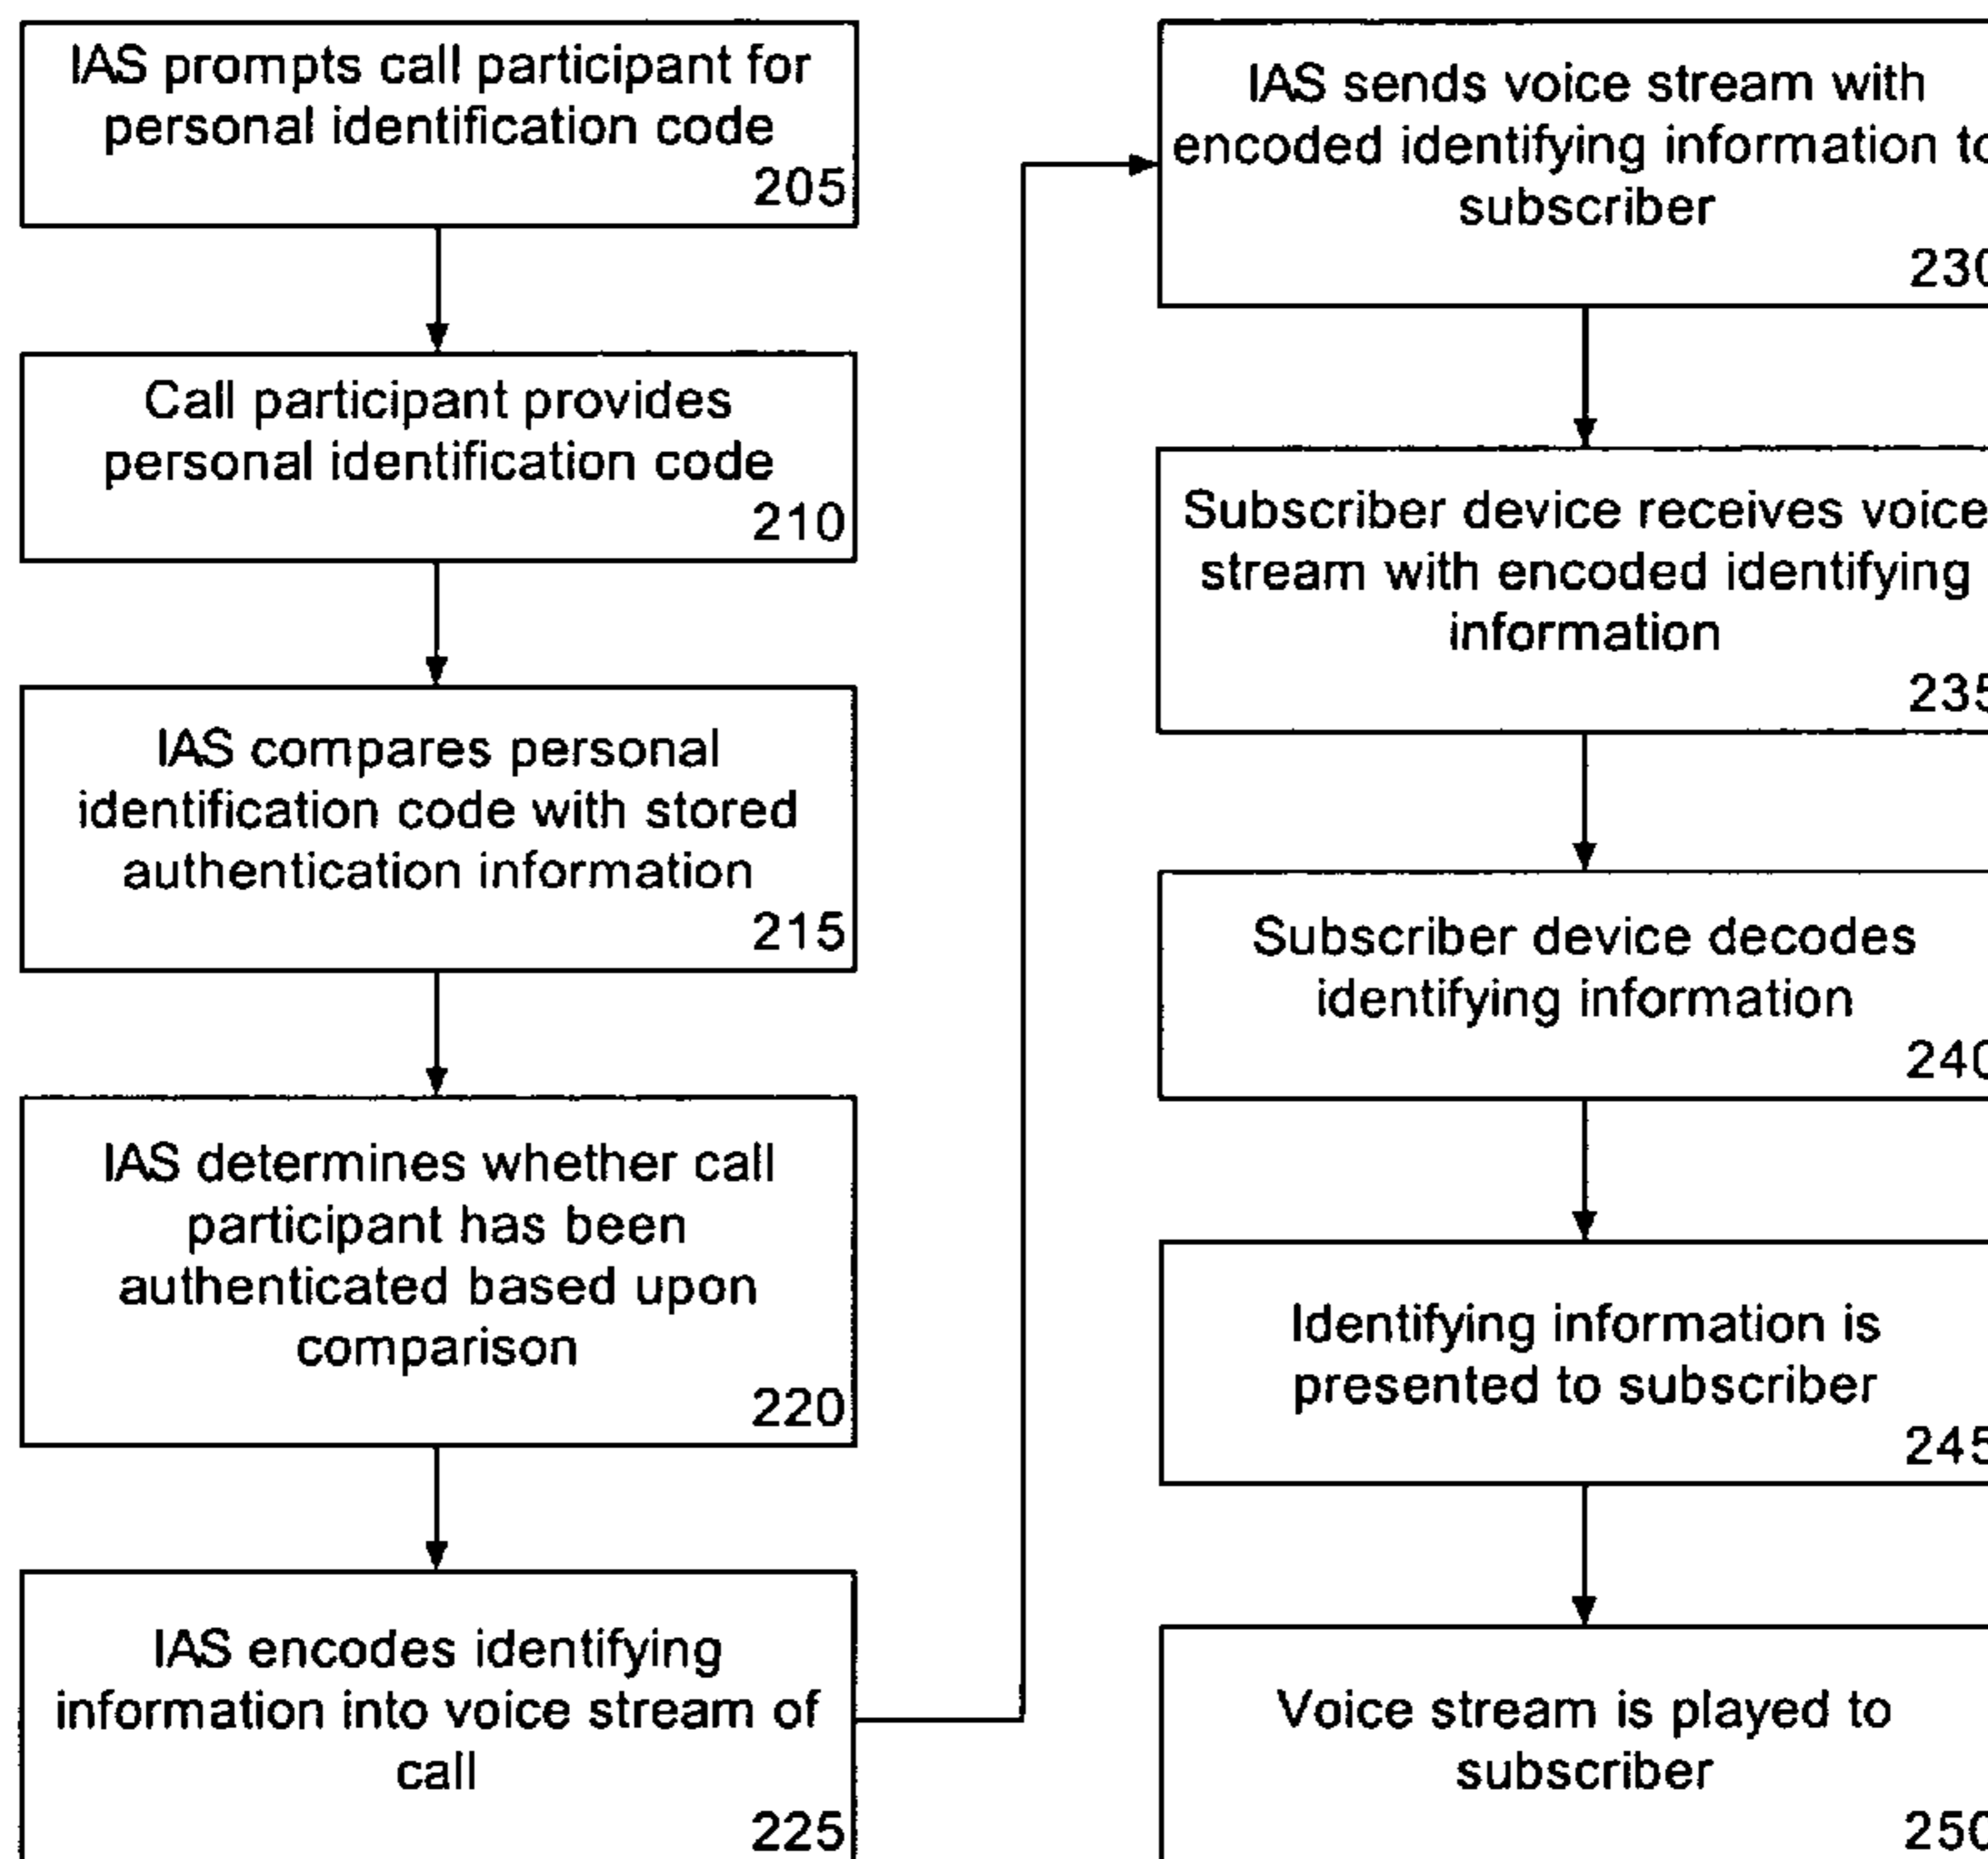 IAS prompts call participant for
personal identification code
205
Call participant provides
personal identification code
210
IAS compares personal
identification code with stored
authentication information
215
IAS determines whether call
participant has been
authenticated based upon
comparison
220
IAS encodes identifying
information into voice stream of
call
225
IAS sends voice stream with
encoded identifying information to
subscriber
230
Subscriber device receives voice
stream with encoded identifying
information
235
Subscriber device decodes
identifying information
240
Identifying information is
presented to subscriber
245
Voice stream is played to
subscriber
250